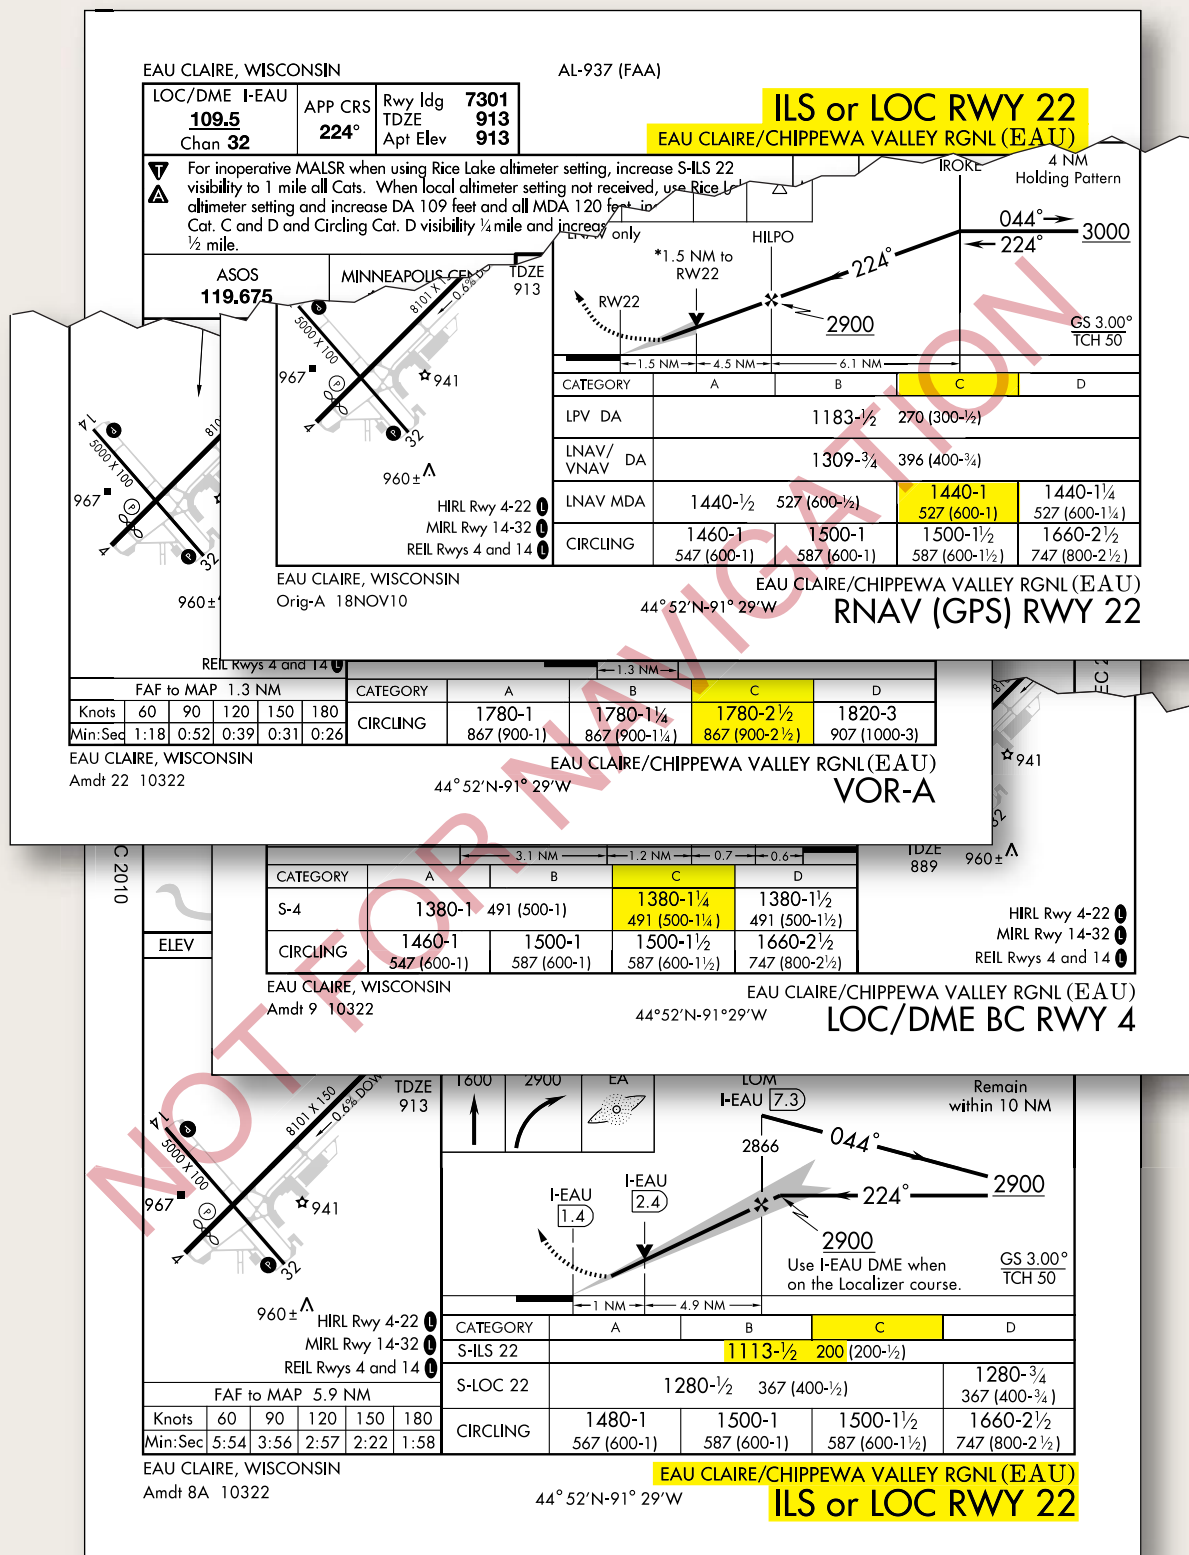 EAU CLAIRE, WISCONSIN
AL-937 (FAA)
LOC/DME I-EAU
109.5
Chan 32
APP CRS
224°
Rwy ldg 7301
TDZE 913
Apt Elev 913
ILS or LOC RWY 22
EAU CLAIRE/CHIPPEWA VALLEY RGNL (EAU)
T
A
For inoperative MALSR when using Rice Lake altimeter setting, increase S-ILS 22
visibility to 1 mile all Cats. When local altimeter setting not received, use Rice
altimeter setting and increase DA 109 feet and all MDA 120 feet,
Cat. C and D and Circling Cat. D visibility ¼ mile and
½ mile.
ASOS
119.675
MINNEAPOLIS
IROKE
4 NM
Holding Pattern
044°
224°
3000
only
HILPO
*1.5 NM to
RW22
224°
RW22
2900
GS 3.00°
TCH 50
1.5 NM
4.5 NM
6.1 NM
TDZE
913
0.6%
5000 X 100
P
967
P
941
4
P
32
960±
HIRL Rwy 4-22 L
MIRL Rwy 14-32 L
REIL Rwys 4 and 14 L
CATEGORY A B C D
LPV DA 1183-½ 270 (300-½)
LNAV/
VNAV DA 1309-¾ 396 (400-¾)
LNAV MDA 1440-½ 527 (600-½) 1440-1 1440-1¼
527 (600-1) 527 (600-1¼)
CIRCLING 1460-1 1500-1 1500-1½ 1660-2½
547 (600-1) 587 (600-1) 587 (600-1½) 747 (800-2½)
EAU CLAIRE, WISCONSIN
Orig-A 18NOV10
44°52'N-91°29'W
EAU CLAIRE/CHIPPEWA VALLEY RGNL (EAU)
RNAV (GPS) RWY 22
14
P
5000 X 100
967
P
4
P
32
960±
REIL Rwys 4 and 14 L
FAF to MAP 1.3 NM
Knots 60 90 120 150 180
Min:Sec 1:18 0:52 0:39 0:31 0:26
1.3 NM
CATEGORY A B C D
CIRCLING 1780-1 1780-1¼ 1780-2½ 1820-3
867 (900-1) 867 (900-1¼) 867 (900-2½) 907 (1000-3)
EAU CLAIRE, WISCONSIN
Amdt 22 10322
44°52'N-91°29'W
EAU CLAIRE/CHIPPEWA VALLEY RGNL (EAU)
VOR-A
941
TDZE
889
960±
3.1 NM
1.2 NM
0.7
0.6
CATEGORY A B C D
S-4 1380-1 491 (500-1) 1380-1¼ 1380-1½
491 (500-1¼) 491 (500-1½)
CIRCLING 1460-1 1500-1 1500-1½ 1660-2½
547 (600-1) 587 (600-1) 587 (600-1½) 747 (800-2½)
HIRL Rwy 4-22 L
MIRL Rwy 14-32 L
REIL Rwys 4 and 14 L
EAU CLAIRE, WISCONSIN
Amdt 9 10322
44°52'N-91°29'W
EAU CLAIRE/CHIPPEWA VALLEY RGNL (EAU)
LOC/DME BC RWY 4
2010
ELEV
TDZE
913
8101 X 150
0.6% DOWN
14
P
5000 X 100
967
P
941
4
P
32
960±
HIRL Rwy 4-22 L
MIRL Rwy 14-32 L
REIL Rwys 4 and 14 L
FAF to MAP 5.9 NM
Knots 60 90 120 150 180
Min:Sec 5:54 3:56 2:57 2:22 1:58
1600
2900
EA
LOM
I-EAU 7.3
Remain
within 10 NM
2866
044°
2900
224°
I-EAU
1.4
I-EAU
2.4
2900
Use I-EAU DME when
on the Localizer course.
GS 3.00°
TCH 50
1 NM
4.9 NM
CATEGORY A B C D
S-ILS 22 1113-½ 200 (200-½)
S-LOC 22 1280-½ 367 (400-½) 1280-¾
367 (400-¾)
CIRCLING 1480-1 1500-1 1500-1½ 1660-2½
567 (600-1) 587 (600-1) 587 (600-1½) 747 (800-2½)
EAU CLAIRE, WISCONSIN
Amdt 8A 10322
44°52'N-91°29'W
EAU CLAIRE/CHIPPEWA VALLEY RGNL (EAU)
ILS or LOC RWY 22
NOT FOR NAVIGATION